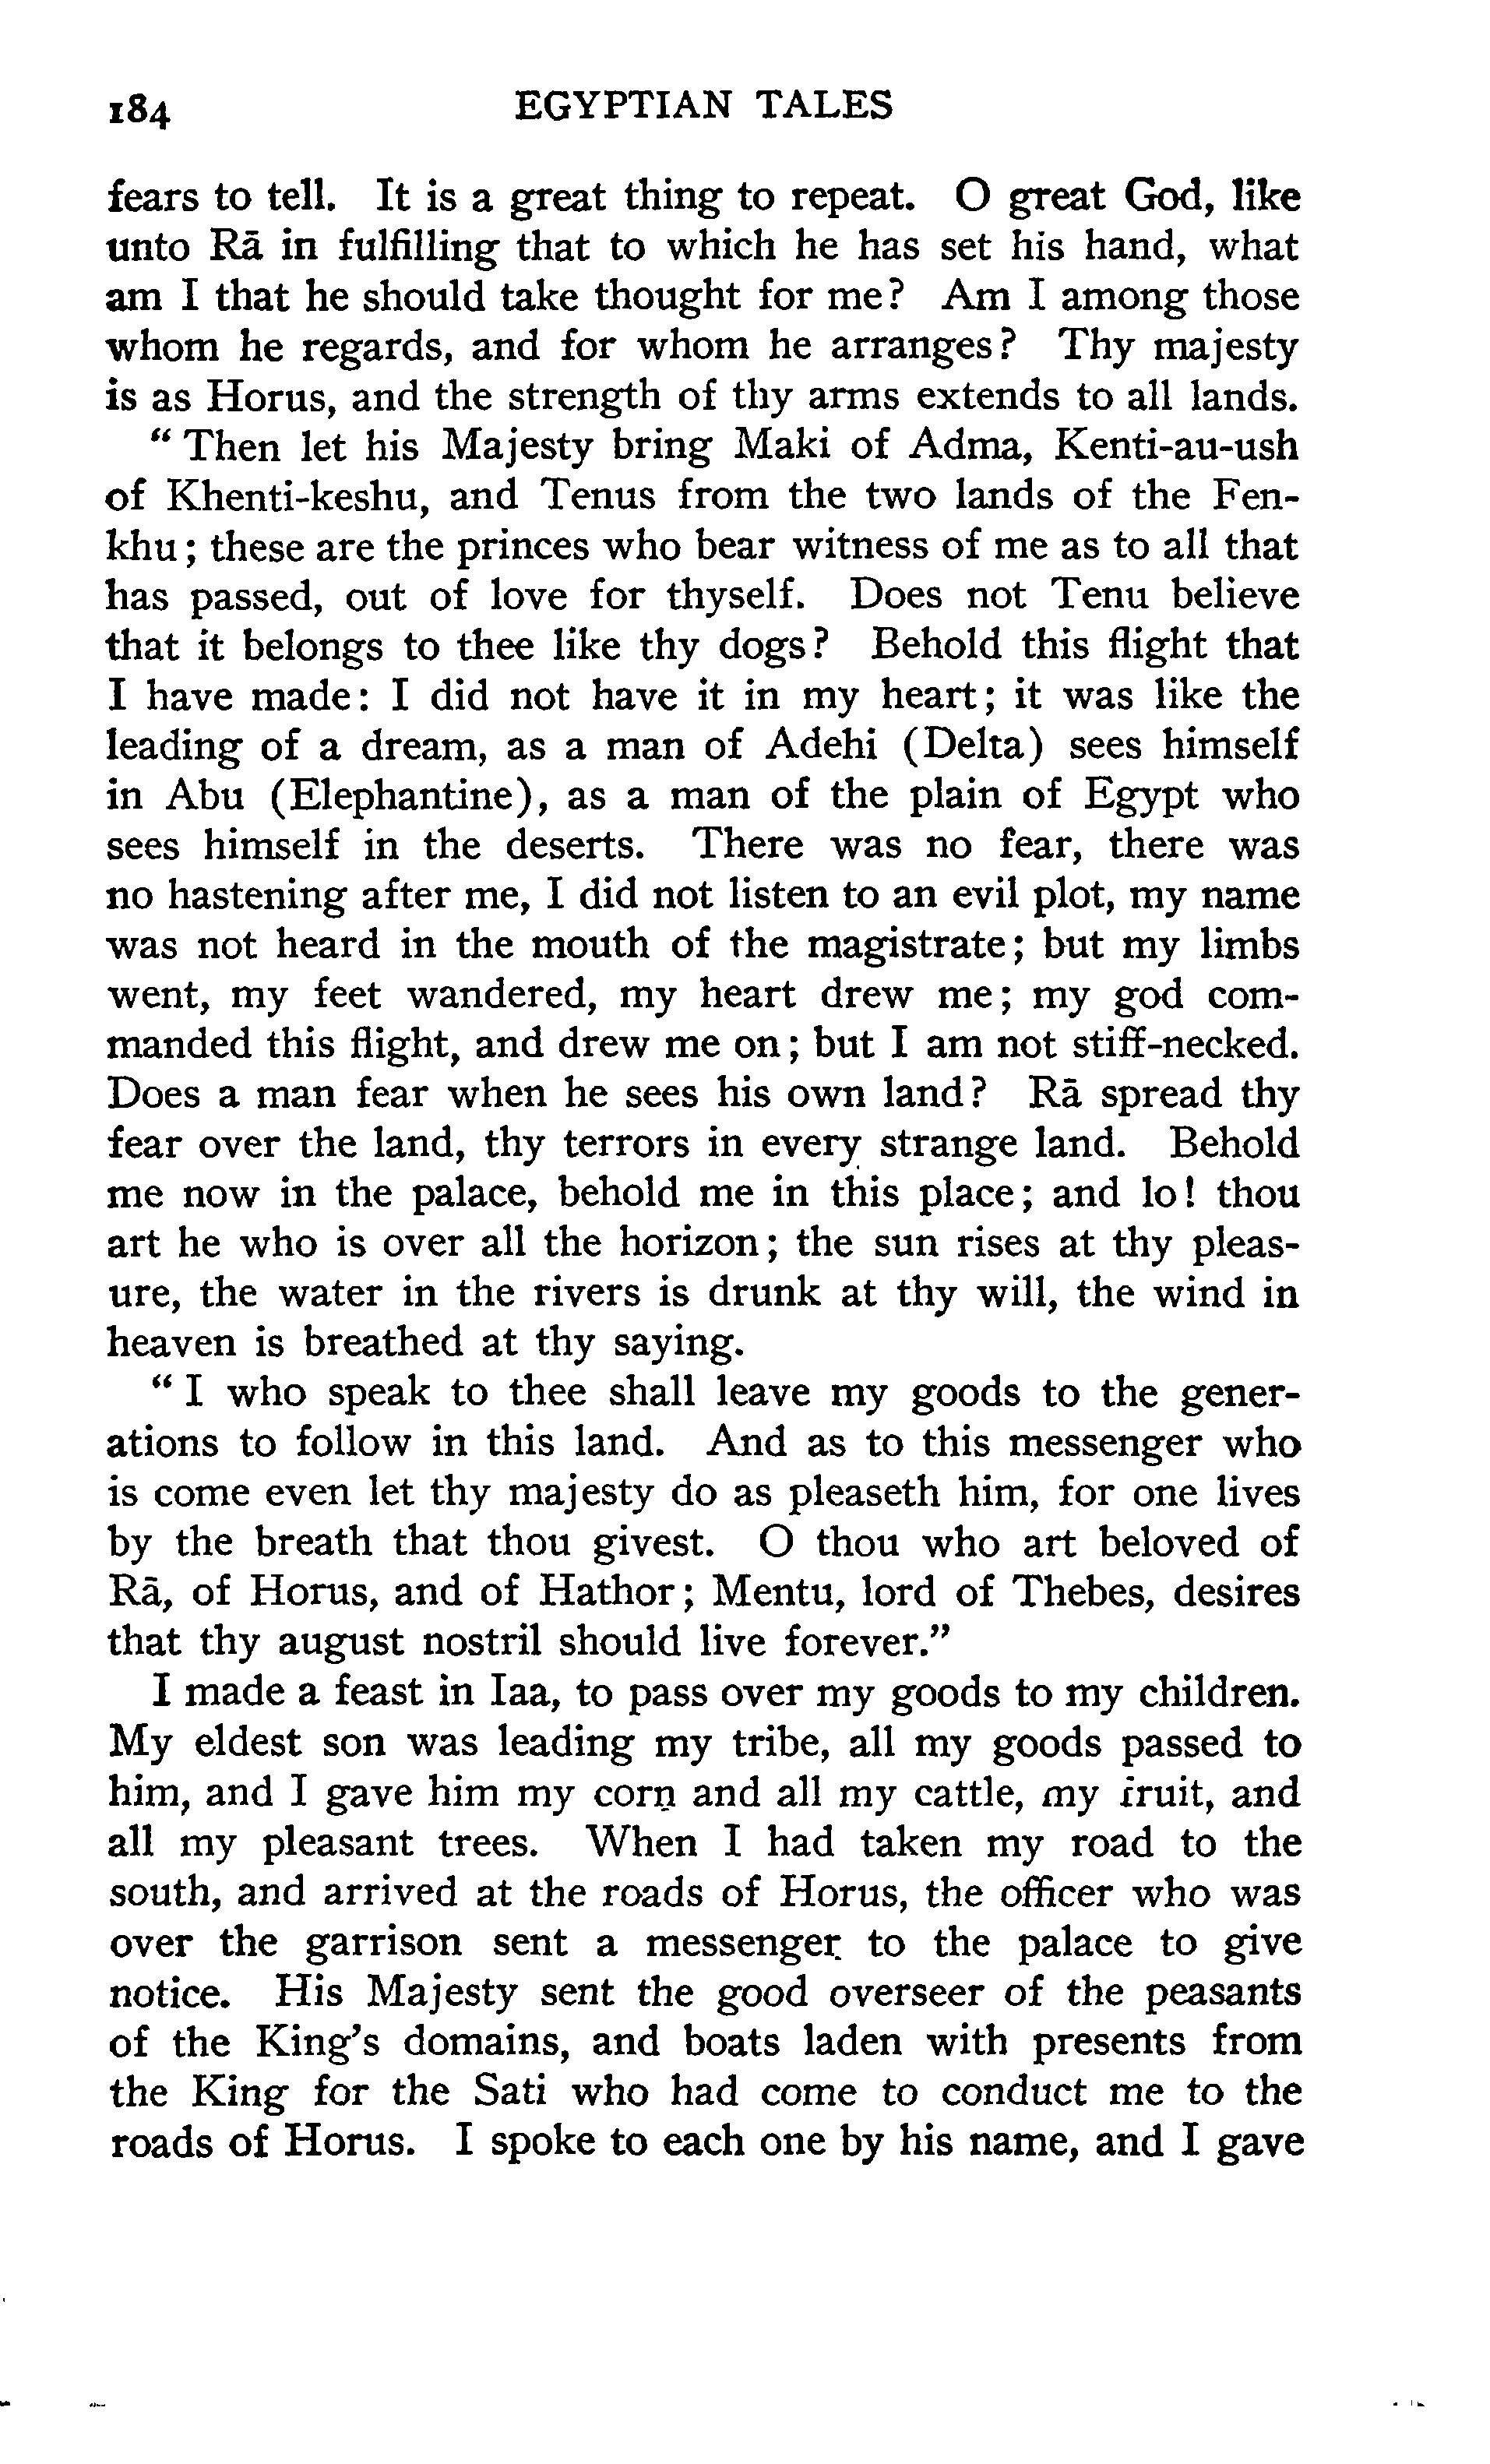 184 EGYPTIAN TALES
fears to tell. It is a great thing to repeat. O great God, like
unto Rā in fulfilling that to which he has set his hand, what
am I that he should take thought for me? Am I among those
whom he regards, and for whom he arranges? Thy majesty
is as Horus, and the strength of thy arms extends to all lands.
“Then let his Majesty bring Maki of Adma, Kenti-au-ush
of Khenti-keshu, and Tenus from the two lands of the Fen-
khu; these are the princes who bear witness of me as to all that
has passed, out of love for thyself. Does not Tenu believe
that it belongs to thee like thy dogs? Behold this flight that
I have made: I did not have it in my heart; it was like the
leading of a dream, as a man of Adehi (Delta) sees himself
in Abu (Elephantine), as a man of the plain of Egypt who
sees himself in the deserts. There was no fear, there was
no hastening after me, I did not listen to an evil plot, my name
was not heard in the mouth of the magistrate; but my limbs
went, my feet wandered, my heart drew me; my god com-
manded this flight, and drew me on; but I am not stiff-necked.
Does a man fear when he sees his own land? Rā spread thy
fear over the land, thy terrors in every strange land. Behold
me now in the palace, behold me in this place; and lo! thou
art he who is over all the horizon; the sun rises at thy pleas-
ure, the water in the rivers is drunk at thy will, the wind in
heaven is breathed at thy saying.
“I who speak to thee shall leave my goods to the gener-
ations to follow in this land. And as to this messenger who
is come even let thy majesty do as pleaseth him, for one lives
by the breath that thou givest. O thou who art beloved of
Rā, of Horus, and of Hathor; Mentu, lord of Thebes, desires
that thy august nostril should live forever.”
I made a feast in Iaa, to pass over my goods to my children.
My eldest son was leading my tribe, all my goods passed to
him, and I gave him my corn and all my cattle, my fruit, and
all my pleasant trees. When I had taken my road to the
south, and arrived at the roads of Horus, the officer who was
over the garrison sent a messenger to the palace to give
notice. His Majesty sent the good overseer of the peasants
of the King’s domains, and boats laden with presents from
the King for the Sati who had come to conduct me to the
roads of Horus. I spoke to each one by his name, and I gave